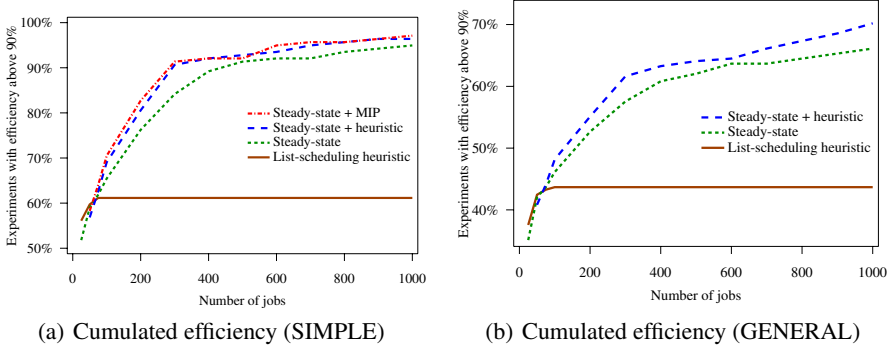 Experiments with efficiency above 90%
100%
90%
80%
70%
60%
50%
Steady-state + MIP
Steady-state + heuristic
Steady-state
List-scheduling heuristic
0 200 400 600 800 1000
Number of jobs
(a) Cumulated efficiency (SIMPLE)
Experiments with efficiency above 90%
70%
60%
50%
40%
Steady-state + heuristic
Steady-state
List-scheduling heuristic
0 200 400 600 800 1000
Number of jobs
(b) Cumulated efficiency (GENERAL)